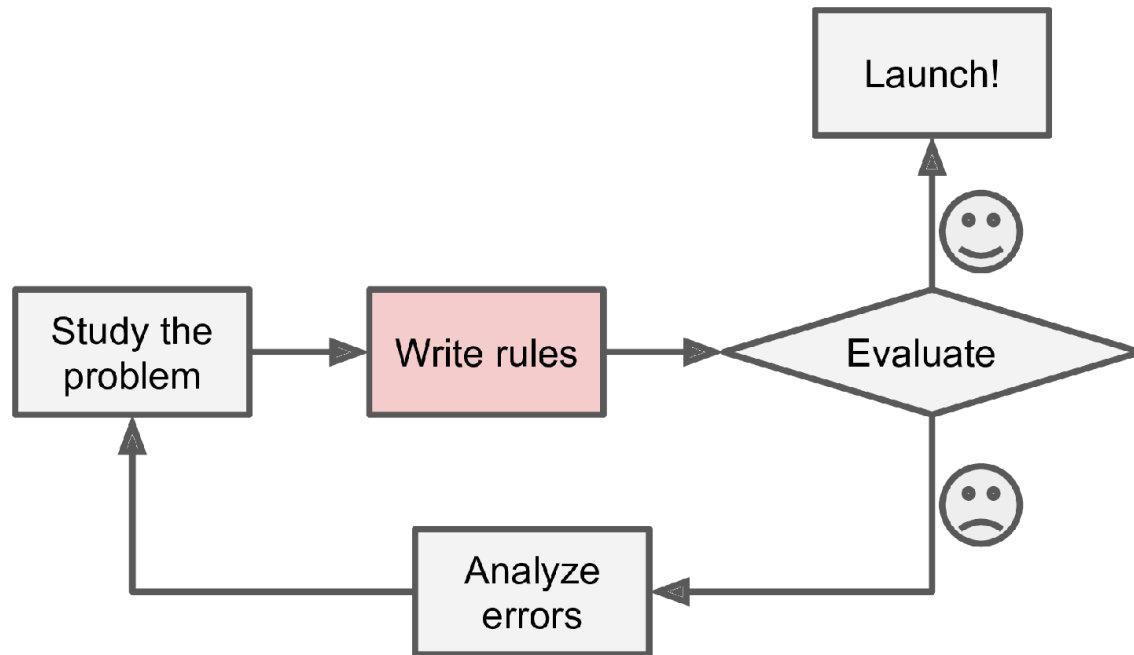 Launch!
Study the
problem
Write rules
Evaluate
Analyze
errors